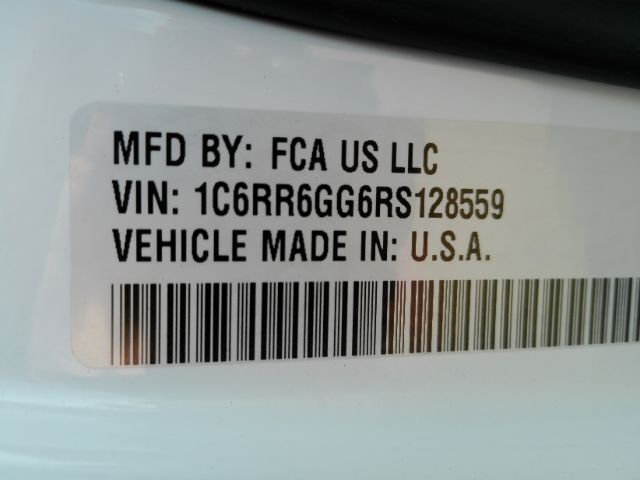 MFD BY: FCA US LLC
VIN: 1C6RR6GG6RS128559
VEHICLE MADE IN: U.S.A.